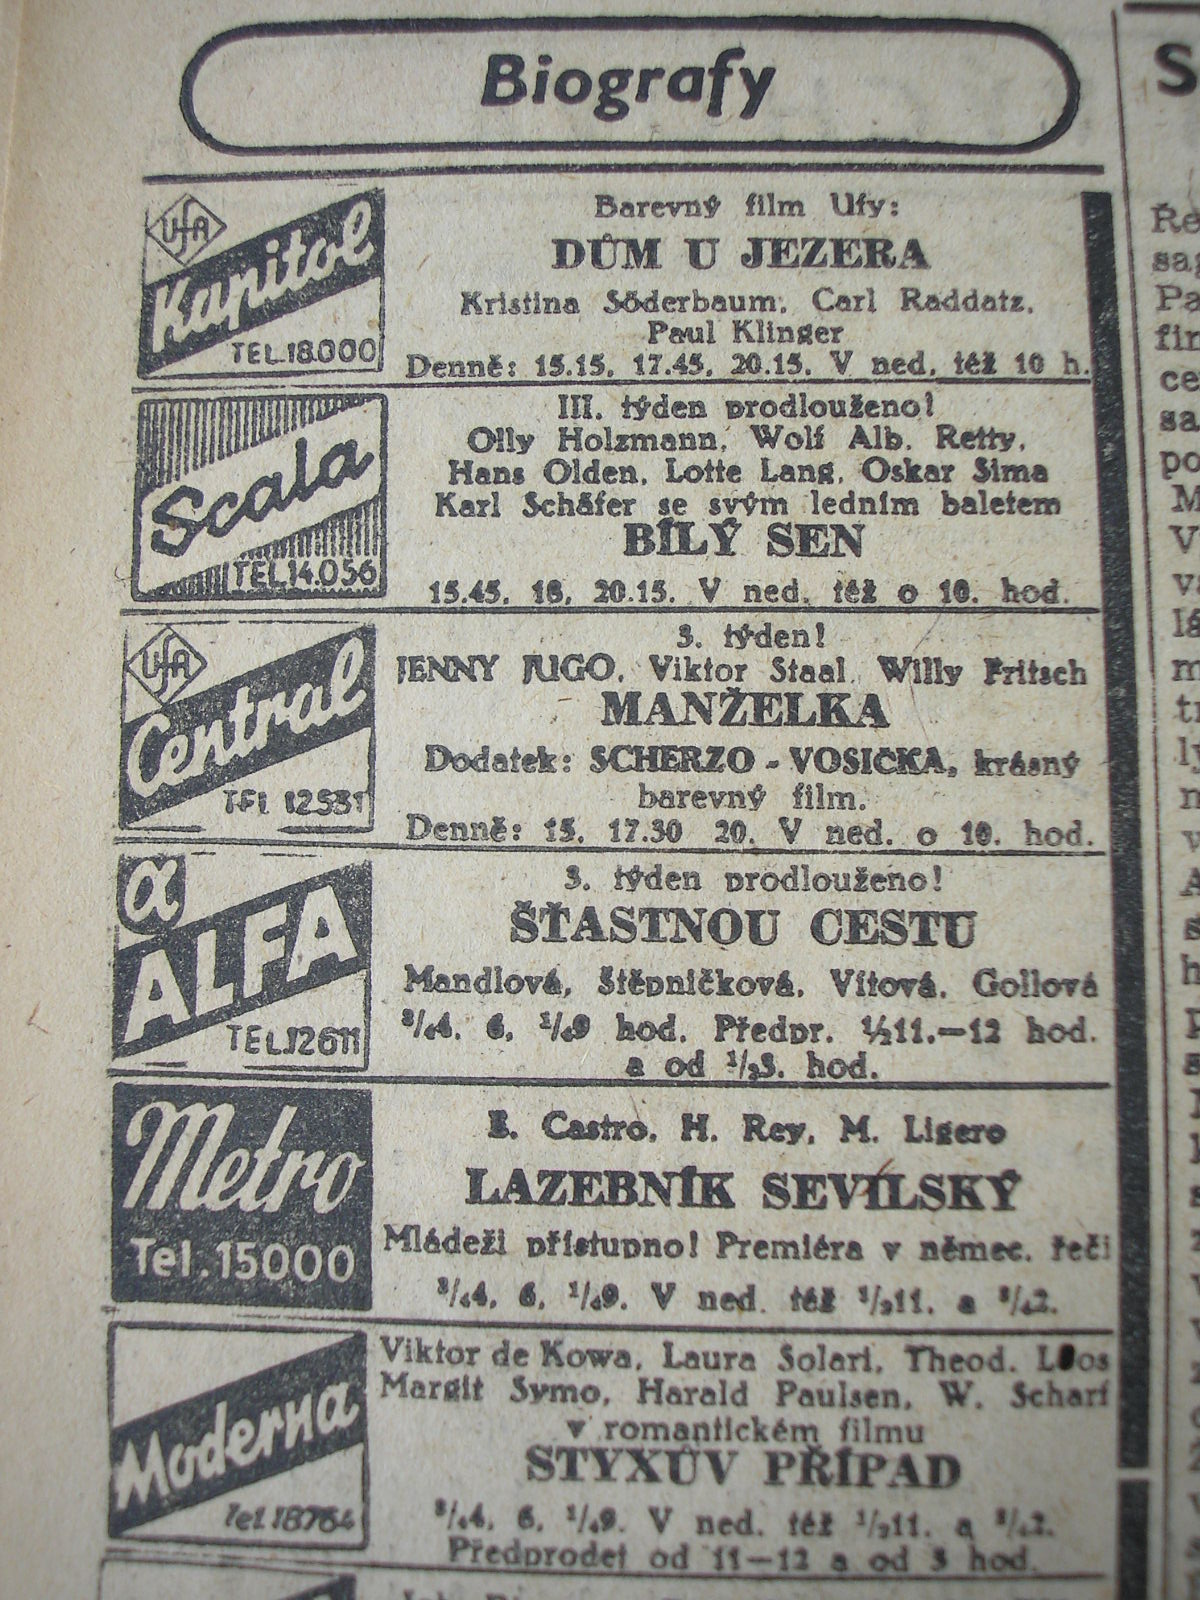 Biografy
UFA
Kapitol
TEL.18.000
Barevný film Ufy:
DŮM U JEZERA
Kristina Söderbaum, Carl Raddatz,
Paul Klinger
Denně: 15.15, 17.45, 20.15. V ned. též 10 h.
Scala
TEL.14.056
III. týden prodlouženo!
Olly Holzmann, Wolf Alb. Retty,
Hans Olden, Lotte Lang, Oskar Sima
Karl Schäfer se svým ledním baletem
BÍLÝ SEN
15.45, 18, 20.15. V ned. též o 10. hod.
UFA
Central
TEL 12531
3. týden!
JENNY JUGO, Viktor Staal, Willy Fritsch
MANŽELKA
Dodatek: SCHERZO - VOSIČKA, krásný
barevný film.
Denně: 15, 17.30 20. V ned. o 10. hod.
α
ALFA
TEL.12611
3. týden prodlouženo!
ŠŤASTNOU CESTU
Mandlová, Štěpničková, Vítová, Gollová
3/44, 6, 1/49 hod. Předpr. 1/211.—12 hod.
a od 1/23. hod.
Metro
Tel.15000
E. Castro, H. Rey, M. Ligero
LAZEBNÍK SEVILSKÝ
Mládeži přístupno! Premiéra v němec. řeči
3/44, 6, 1/49. V ned. též 1/211. a 3/42.
Moderna
Tel.18764
Viktor de Kowa, Laura Solari, Theod. Loos
Margit Symo, Harald Paulsen, W. Scharf
v romantickém filmu
STYXŮV PŘÍPAD
3/44, 6, 1/49. V ned. též 1/211. a 3/42.
Předprodej od 11—12 a od 3 hod.